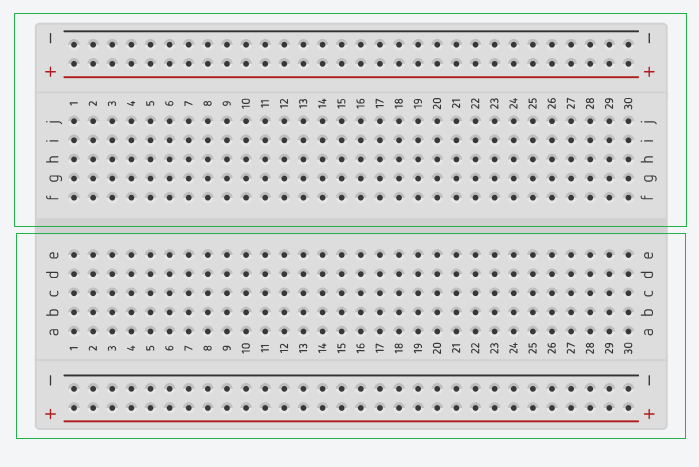 − −
+ +
1 2 3 4 5 6 7 8 9 10 11 12 13 14 15 16 17 18 19 20 21 22 23 24 25 26 27 28 29 30
j j
i i
h h
g g
f f
e e
d d
c c
b b
a a
1 2 3 4 5 6 7 8 9 10 11 12 13 14 15 16 17 18 19 20 21 22 23 24 25 26 27 28 29 30
− −
+ +